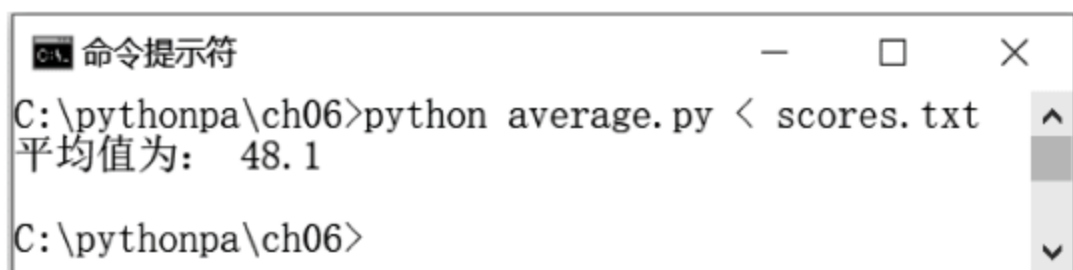 命令提示符
C:\pythonpa\ch06>python average.py < scores.txt
平均值为： 48.1
C:\pythonpa\ch06>